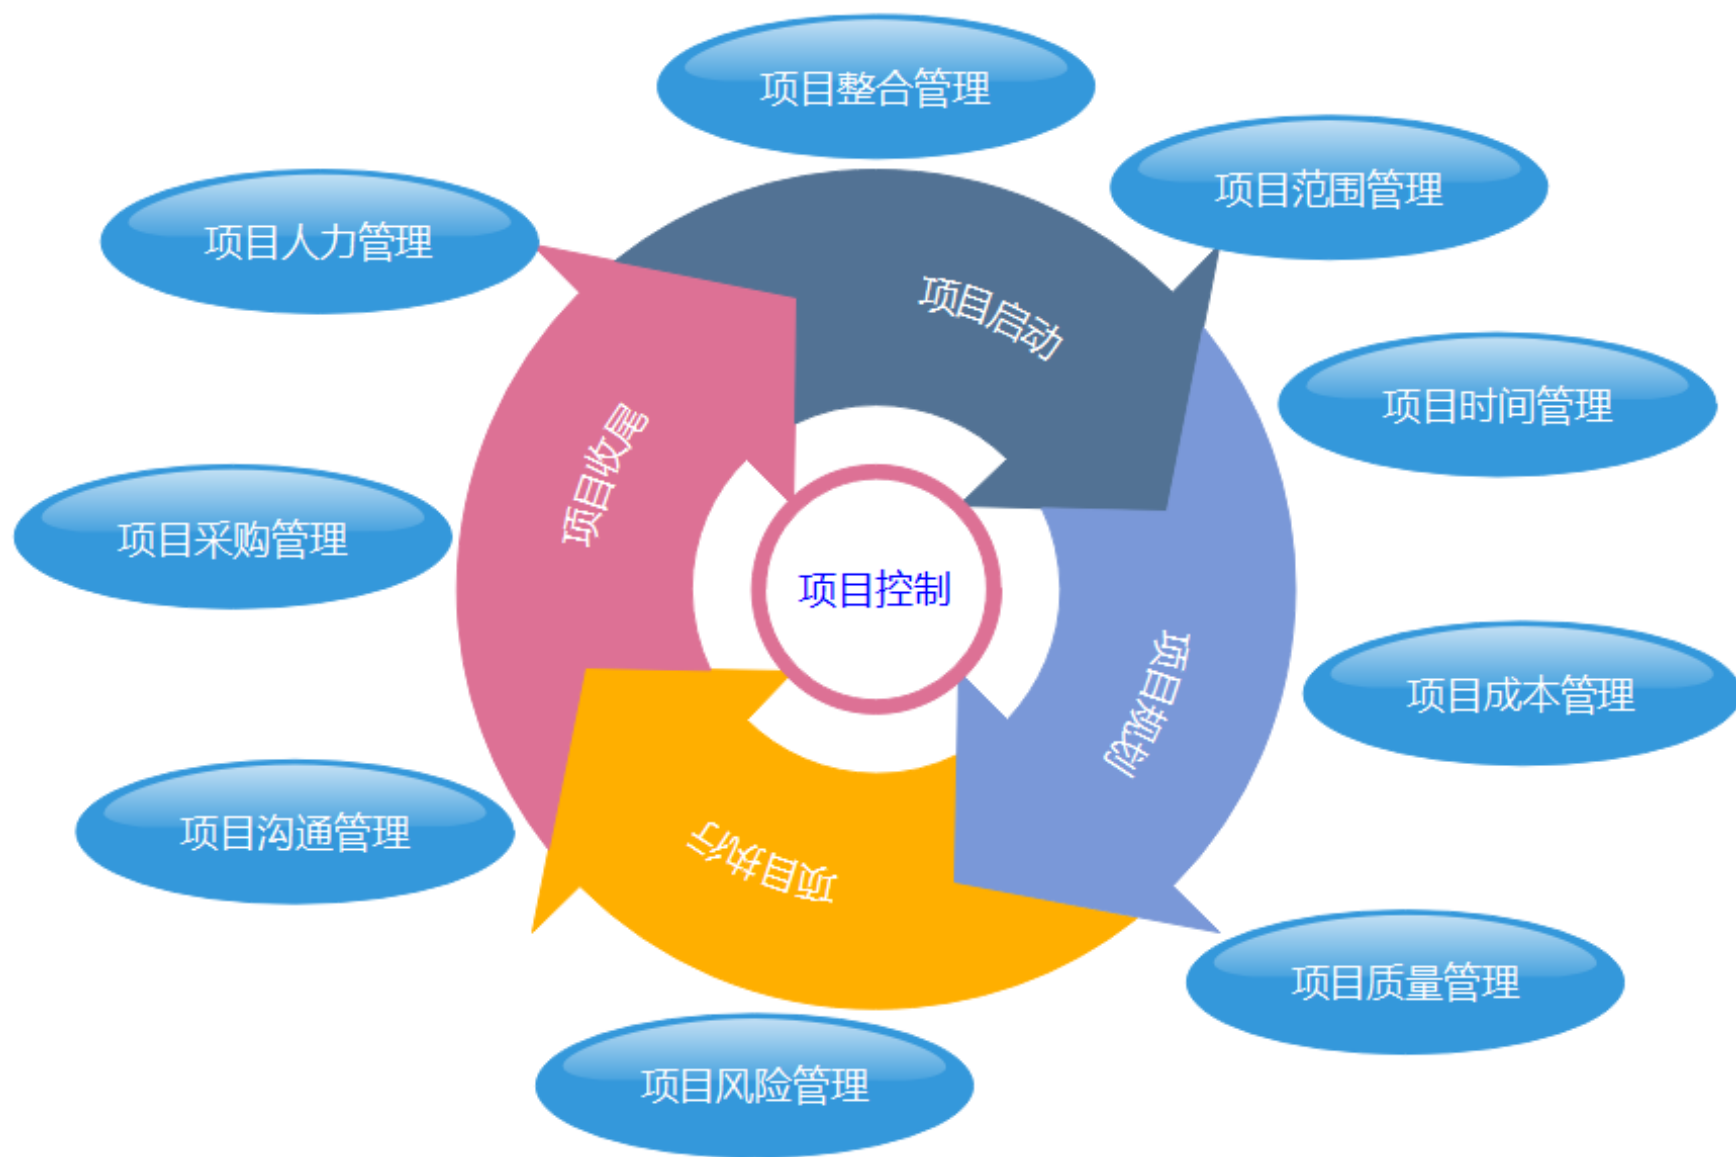 项目整合管理
项目范围管理
项目人力管理
项目启动
项目时间管理
项目收尾
项目采购管理
项目控制
项目规划
项目成本管理
项目沟通管理
项目执行
项目质量管理
项目风险管理